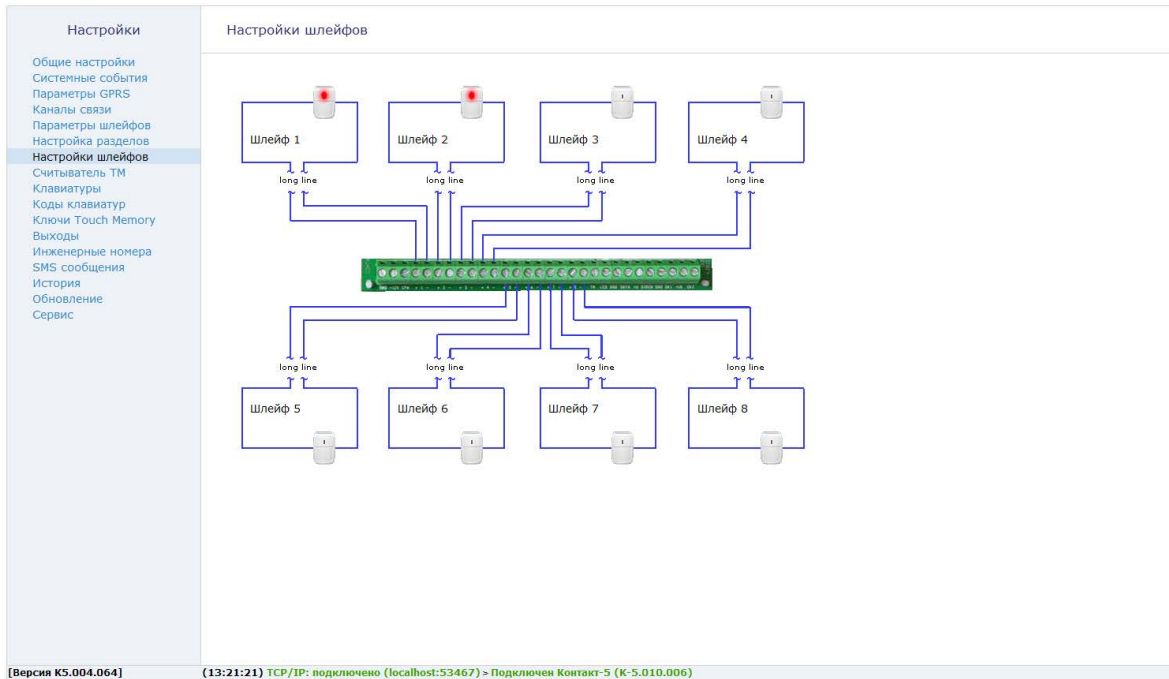 Настройки
Настройки шлейфов
Общие настройки
Системные события
Параметры GPRS
Каналы связи
Параметры шлейфов
Настройка разделов
Настройки шлейфов
Считыватель ТМ
Клавиатуры
Коды клавиатур
Ключи Touch Memory
Выходы
Инженерные номера
SMS сообщения
История
Обновление
Сервис
Шлейф 1
Шлейф 2
Шлейф 3
Шлейф 4
long line
long line
long line
long line
long line
long line
long line
long line
Шлейф 5
Шлейф 6
Шлейф 7
Шлейф 8
[Версия K5.004.064]
(13:21:21) TCP/IP: подключено (localhost:53467) > Подключен Контакт-5 (K-5.010.006)